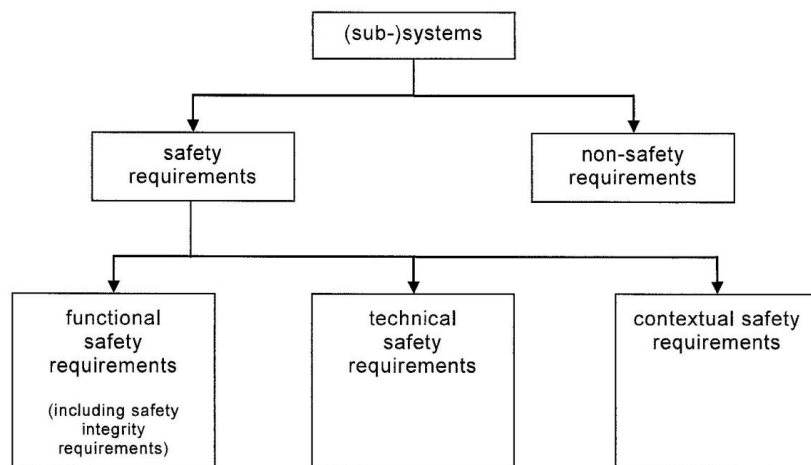 (sub-)systems
safety
requirements
non-safety
requirements
functional
safety
requirements
(including safety
integrity
requirements)
technical
safety
requirements
contextual safety
requirements